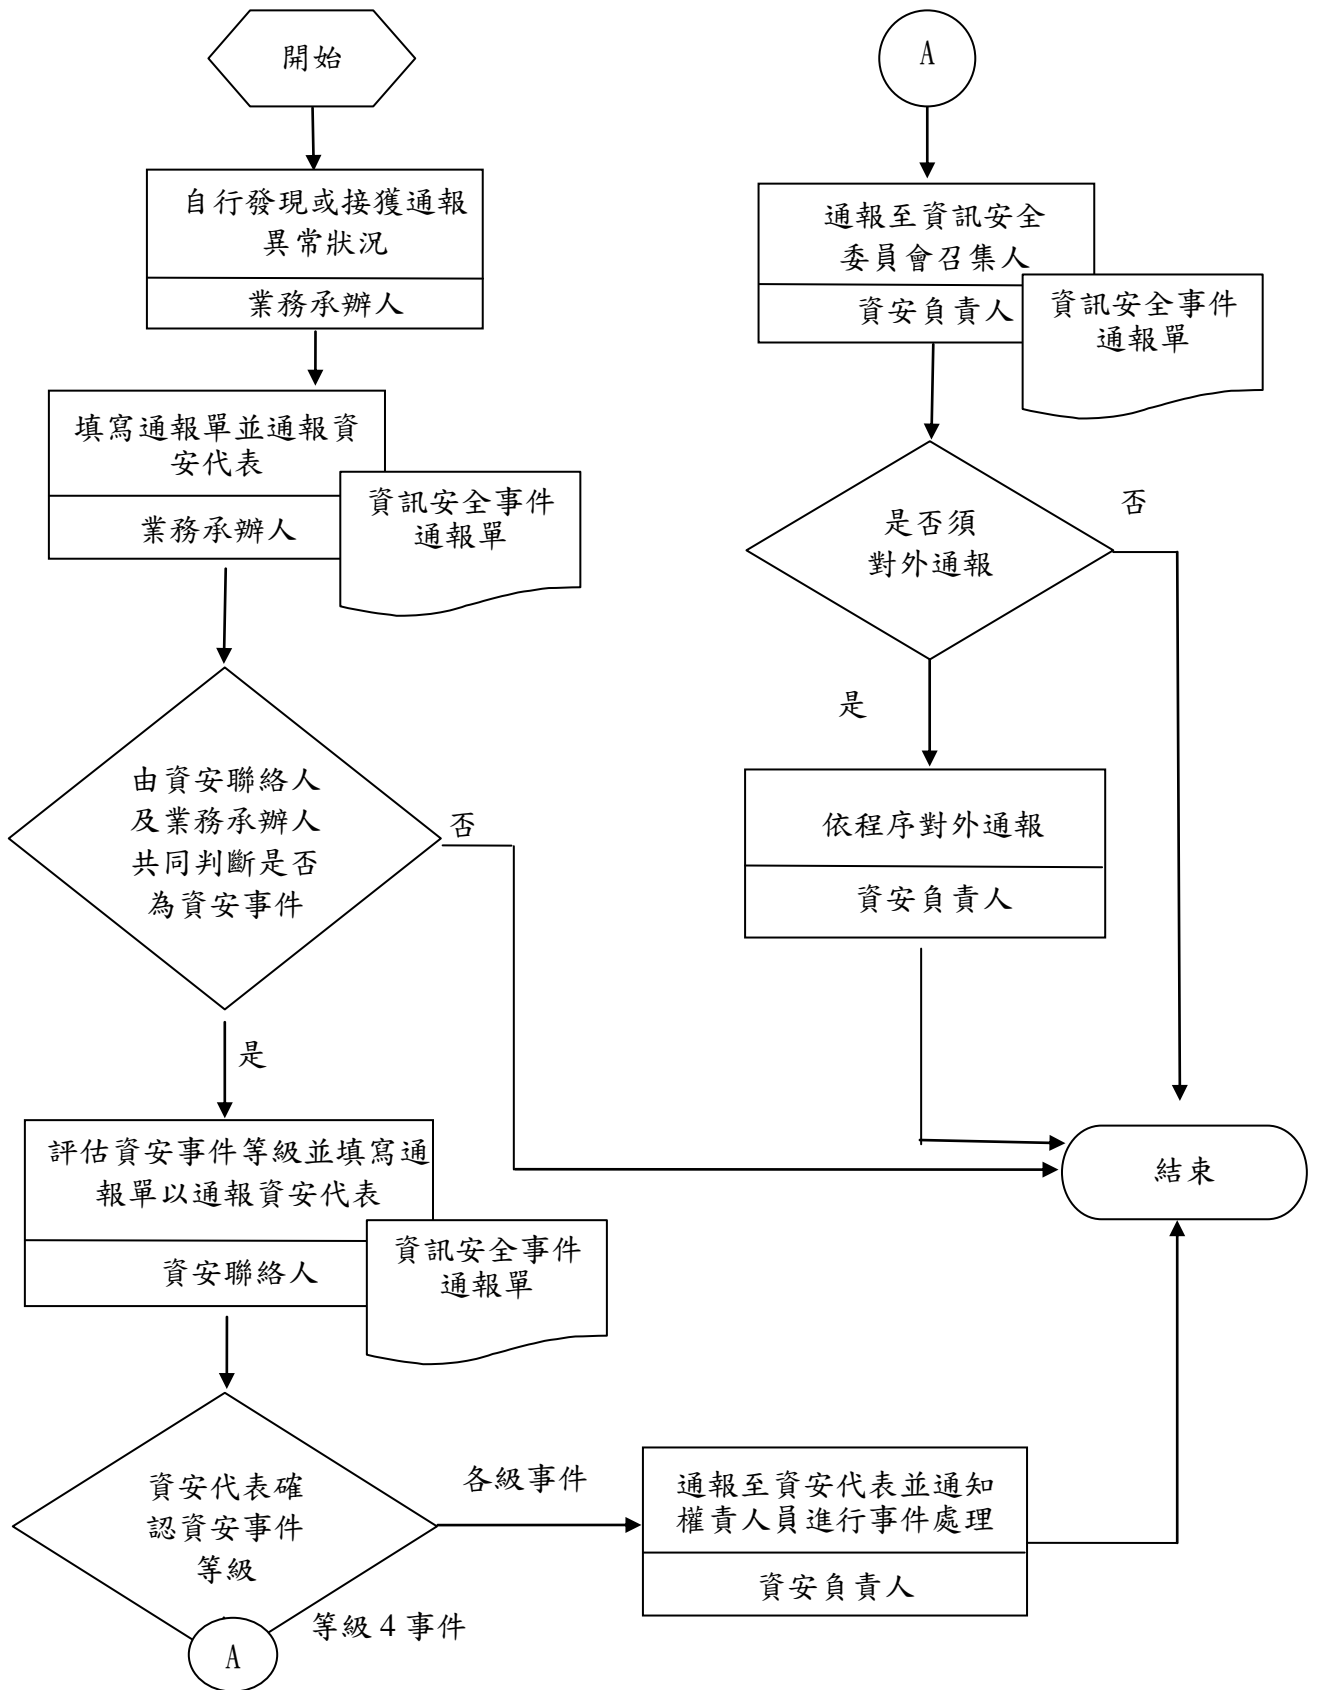 開始
自行發現或接獲通報
異常狀況
業務承辦人
填寫通報單並通報資
安代表
業務承辦人
資訊安全事件
通報單
由資安聯絡人
及業務承辦人
共同判斷是否
為資安事件
否
是
評估資安事件等級並填寫通
報單以通報資安代表
資安聯絡人
資訊安全事件
通報單
資安代表確
認資安事件
等級
各級事件
等級 4 事件
A
通報至資安代表並通知
權責人員進行事件處理
資安負責人
A
通報至資訊安全
委員會召集人
資安負責人
資訊安全事件
通報單
是否須
對外通報
否
是
依程序對外通報
資安負責人
結束